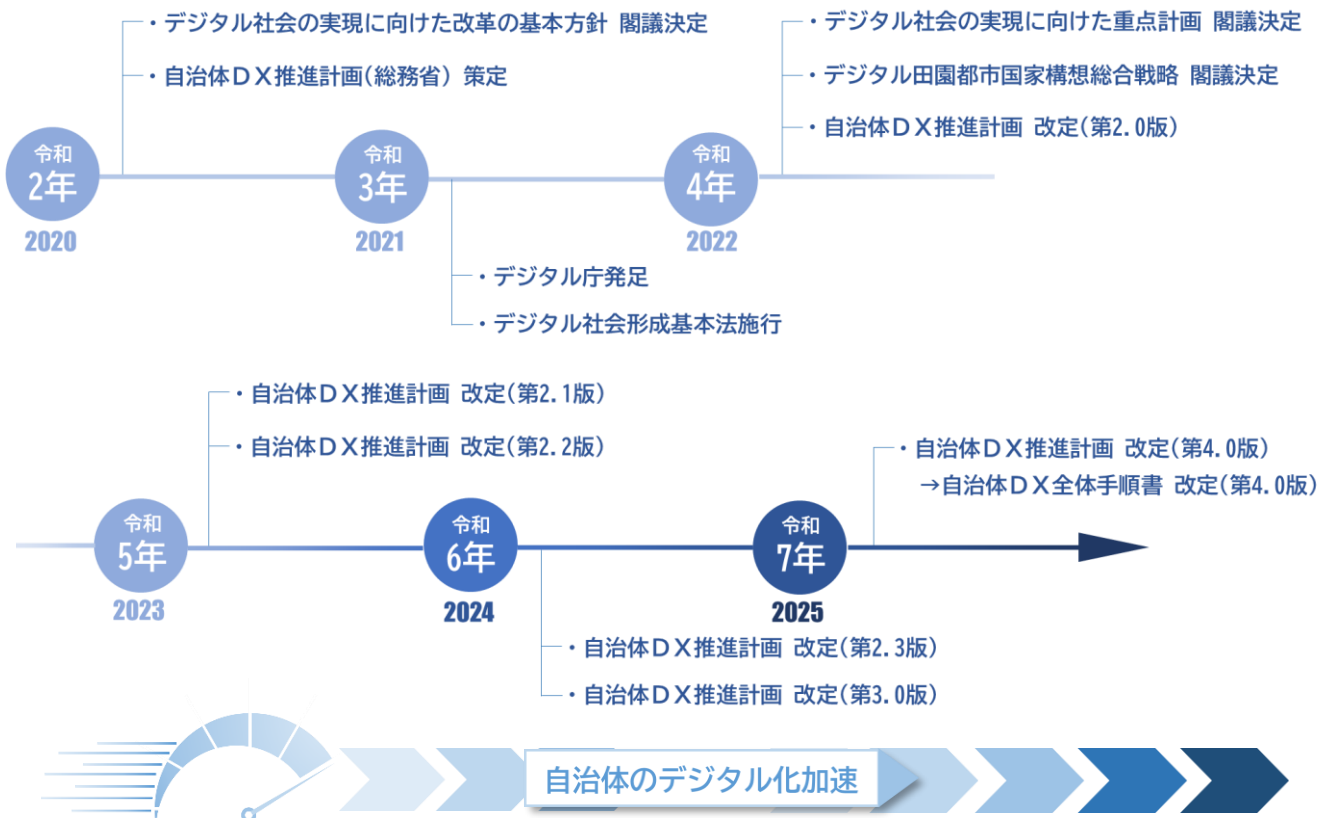 ・デジタル社会の実現に向けた改革の基本方針 閣議決定
・自治体ＤＸ推進計画(総務省) 策定
令和
2年
2020
令和
3年
2021
・デジタル庁発足
・デジタル社会形成基本法施行
・デジタル社会の実現に向けた重点計画 閣議決定
・デジタル田園都市国家構想総合戦略 閣議決定
・自治体ＤＸ推進計画 改定(第2.0版)
令和
4年
2022
・自治体ＤＸ推進計画 改定(第2.1版)
・自治体ＤＸ推進計画 改定(第2.2版)
令和
5年
2023
令和
6年
2024
・自治体ＤＸ推進計画 改定(第2.3版)
・自治体ＤＸ推進計画 改定(第3.0版)
・自治体ＤＸ推進計画 改定(第4.0版)
→自治体ＤＸ全体手順書 改定(第4.0版)
令和
7年
2025
自治体のデジタル化加速